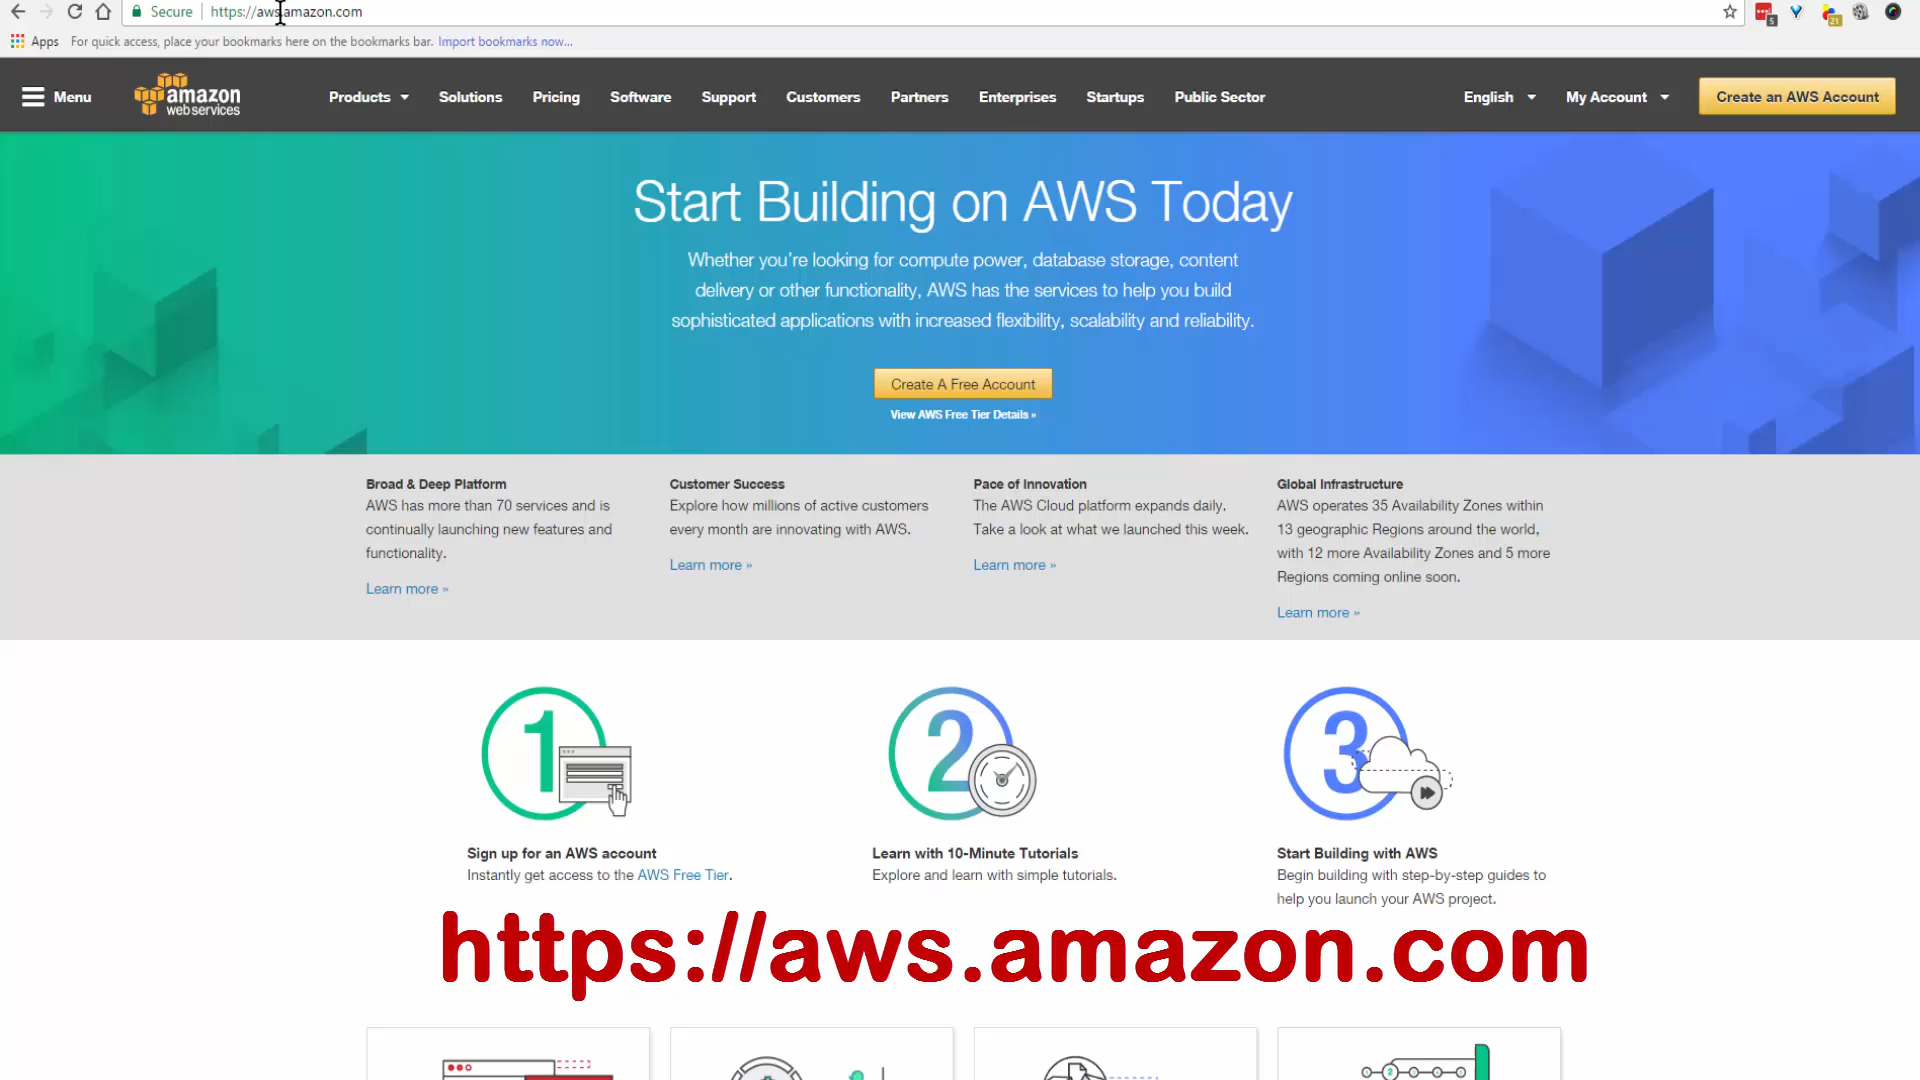 Secure https://aws.amazon.com
5
21
Apps For quick access, place your bookmarks here on the bookmarks bar. Import bookmarks now...
Menu
amazon
web services
Products Solutions Pricing Software Support Customers Partners Enterprises Startups Public Sector
English My Account Create an AWS Account
Start Building on AWS Today
Whether you're looking for compute power, database storage, content
delivery or other functionality, AWS has the services to help you build
sophisticated applications with increased flexibility, scalability and reliability.
Create A Free Account
View AWS Free Tier Details »
Broad & Deep Platform
AWS has more than 70 services and is
continually launching new features and
functionality.
Learn more »
Customer Success
Explore how millions of active customers
every month are innovating with AWS.
Learn more »
Pace of Innovation
The AWS Cloud platform expands daily.
Take a look at what we launched this week.
Learn more »
Global Infrastructure
AWS operates 35 Availability Zones within
13 geographic Regions around the world,
with 12 more Availability Zones and 5 more
Regions coming online soon.
Learn more »
1
Sign up for an AWS account
Instantly get access to the AWS Free Tier.
2
Learn with 10-Minute Tutorials
Explore and learn with simple tutorials.
3
Start Building with AWS
Begin building with step-by-step guides to
help you launch your AWS project.
https://aws.amazon.com
2